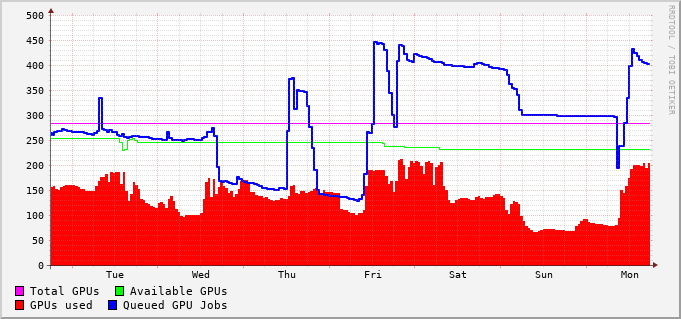 RRDTOOL / TOBI OETIKER
500
450
400
350
300
250
200
150
100
50
0
Tue Wed Thu Fri Sat Sun Mon
Total GPUs Available GPUs
GPUs used Queued GPU Jobs